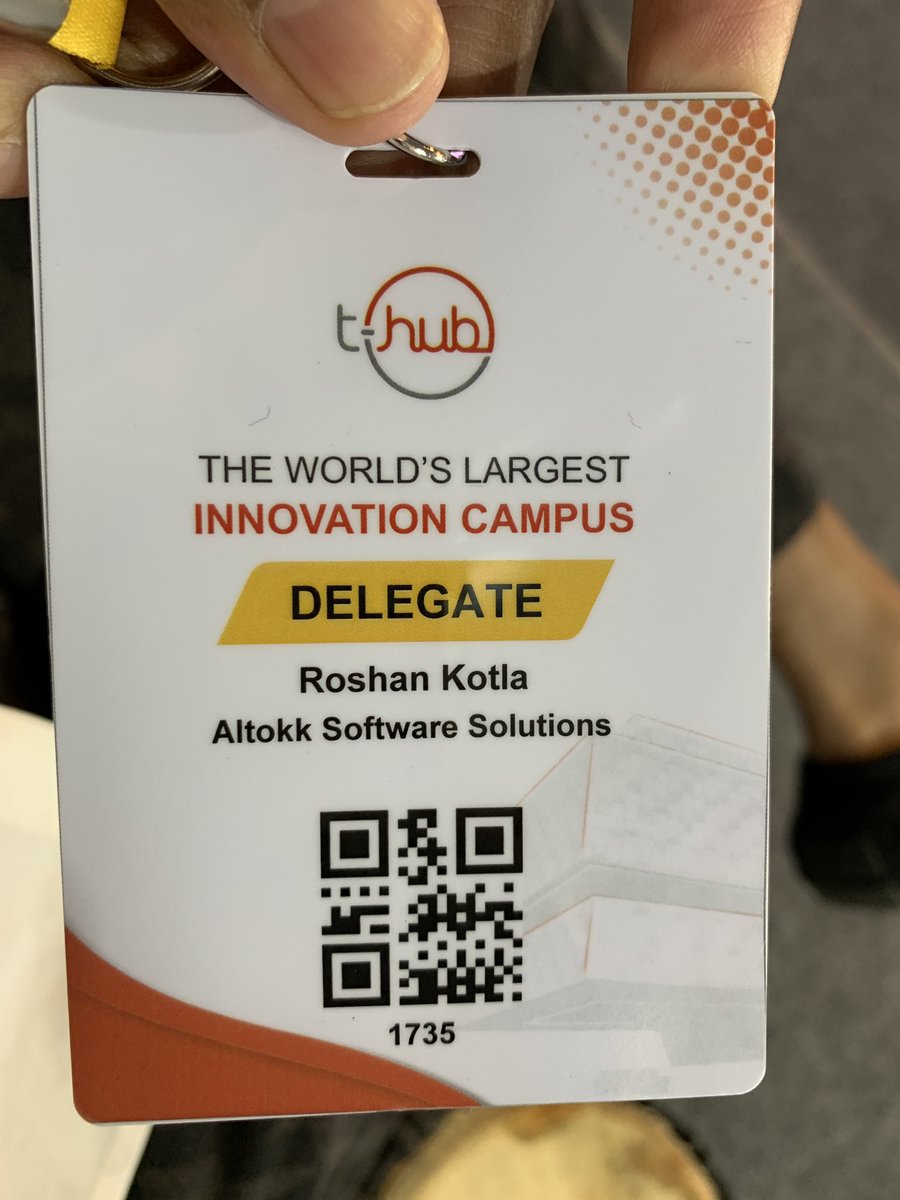 t-hub
THE WORLD'S LARGEST
INNOVATION CAMPUS
DELEGATE
Roshan Kotla
Altokk Software Solutions
1735